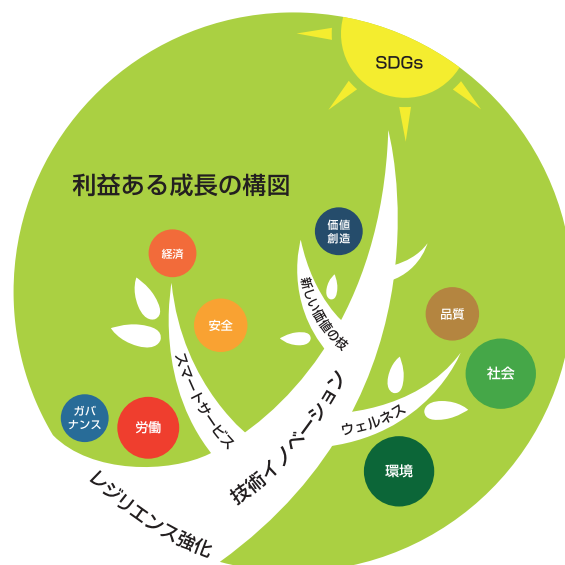 SDGs
利益ある成長の構図
価値
創造
経済
新しい価値の枝
安全
品質
スマートサービス
社会
ガバ
ナンス
労働
ウェルネス
技術イノベーション
環境
レジリエンス強化